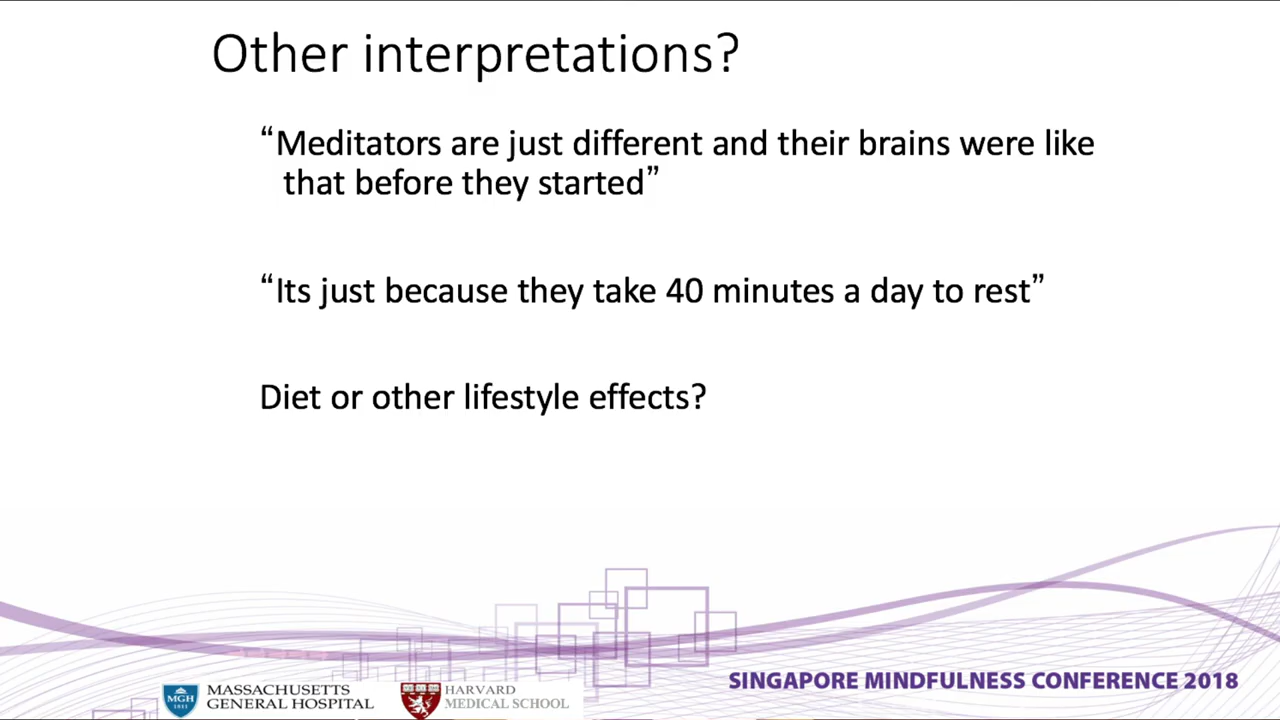 Other interpretations?
“Meditators are just different and their brains were like
that before they started”
“Its just because they take 40 minutes a day to rest”
Diet or other lifestyle effects?
SINGAPORE MINDFULNESS CONFERENCE 2018
MGH
1811
MASSACHUSETTS
GENERAL HOSPITAL
HARVARD
MEDICAL SCHOOL